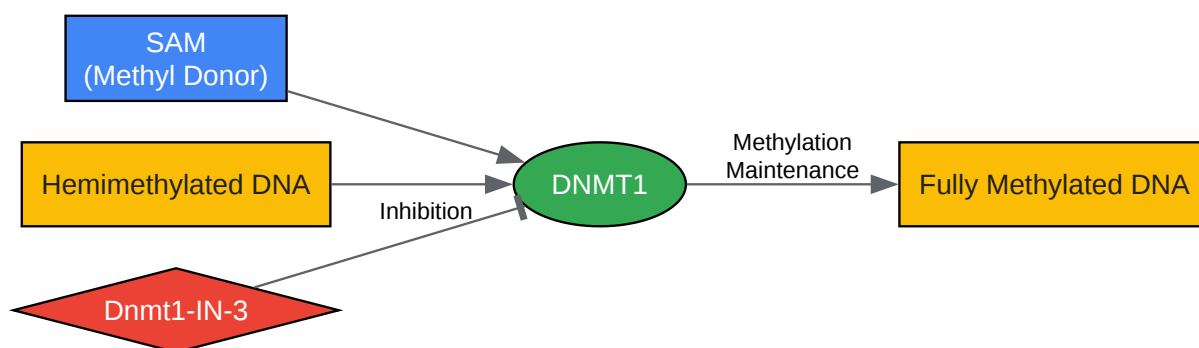 SAM
(Methyl Donor)
Hemimethylated DNA
Inhibition
Dnmt1-IN-3
DNMT1
Methylation
Maintenance
Fully Methylated DNA